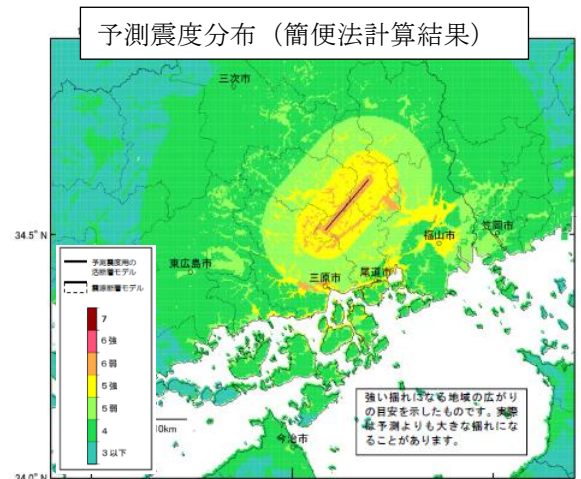 予測震度分布(簡便法計算結果)
三次市
34.5°N
笠岡市
福山市
東広島市
尾道市
三原市
予測震度用の
活断層モデル
震源断層モデル
7
6強
6弱
5強
5弱
4
3以下
強い揺れになる地域の広がり
の目安を示したものです。実際
は予測よりも大きな揺れにな
ることがあります。
0km
今治市
34.0°N